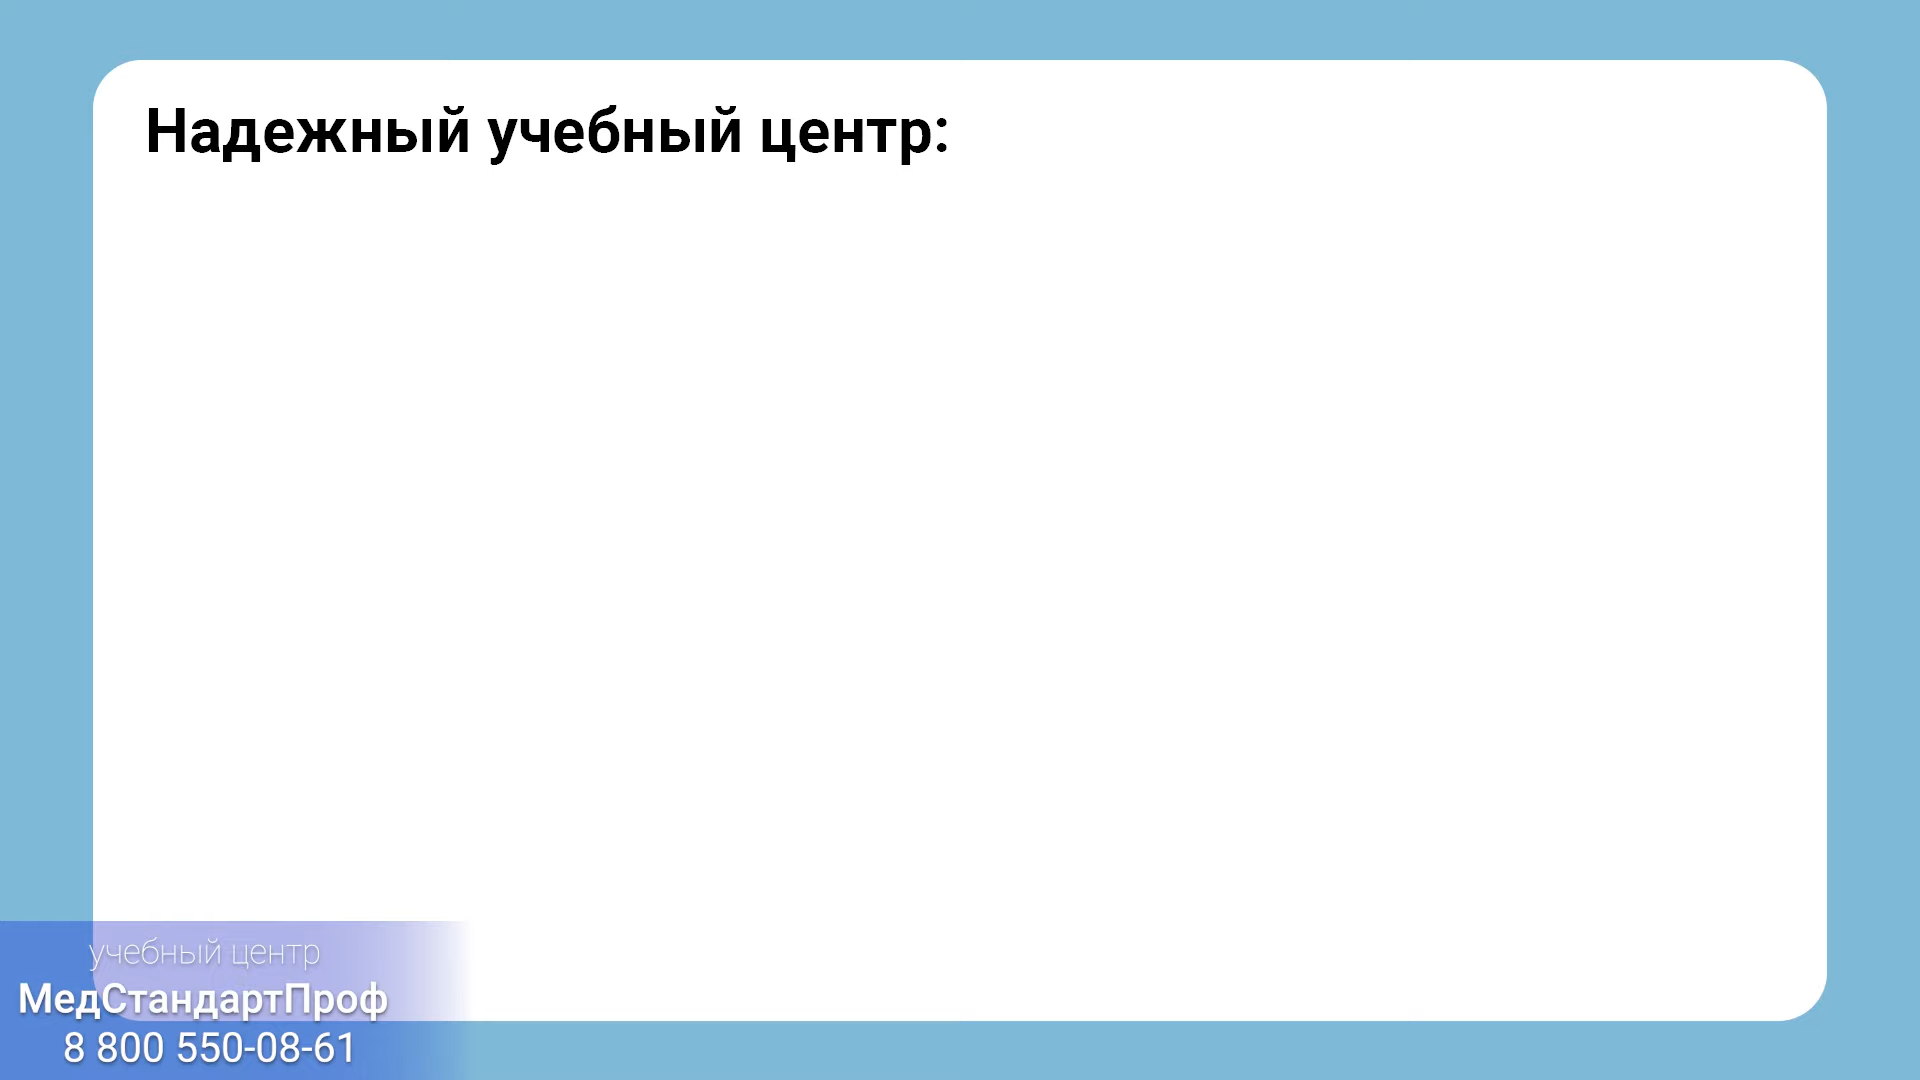 Надежный учебный центр:
учебный центр
МедСтандартПроф
8 800 550-08-61